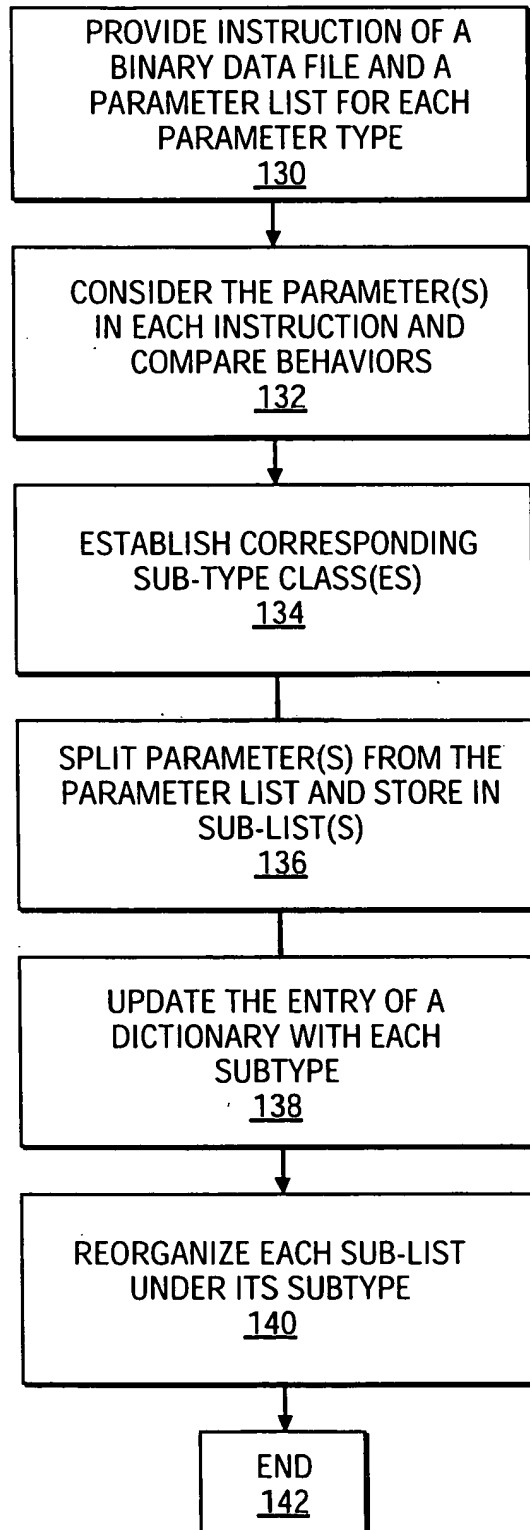 PROVIDE INSTRUCTION OF A
BINARY DATA FILE AND A
PARAMETER LIST FOR EACH
PARAMETER TYPE
130
CONSIDER THE PARAMETER(S)
IN EACH INSTRUCTION AND
COMPARE BEHAVIORS
132
ESTABLISH CORRESPONDING
SUB-TYPE CLASS(ES)
134
SPLIT PARAMETER(S) FROM THE
PARAMETER LIST AND STORE IN
SUB-LIST(S)
136
UPDATE THE ENTRY OF A
DICTIONARY WITH EACH
SUBTYPE
138
REORGANIZE EACH SUB-LIST
UNDER ITS SUBTYPE
140
END
142